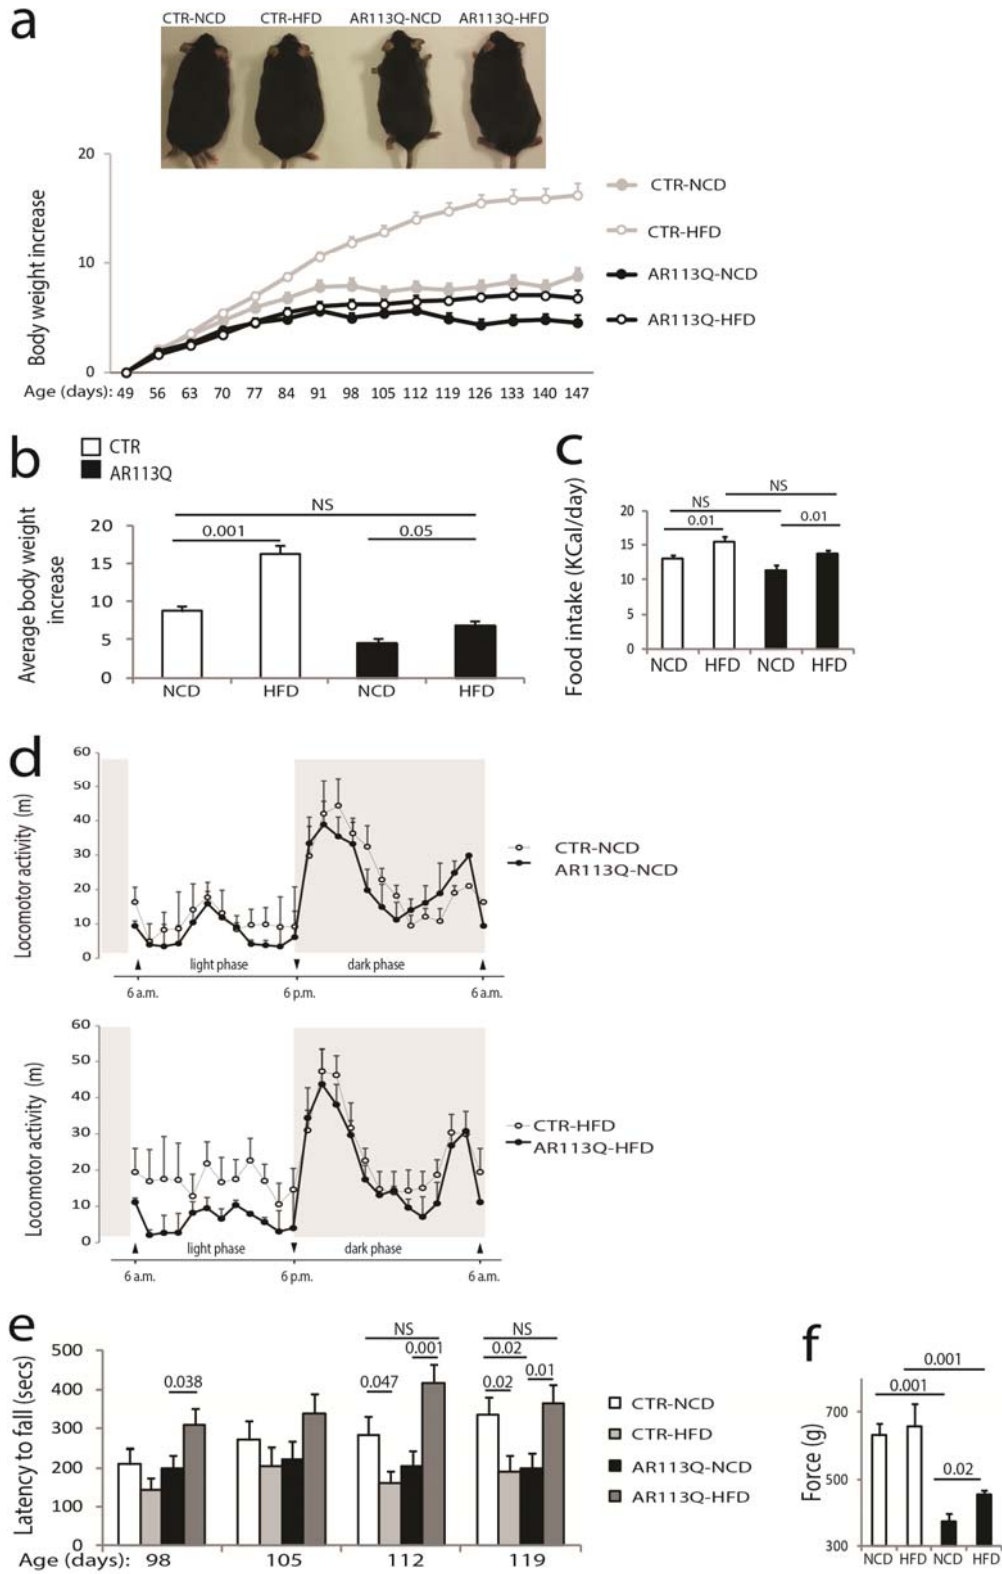 a
CTR-NCD CTR-HFD AR113Q-NCD AR113Q-HFD
20
10
0
Body weight increase
Age (days): 49 56 63 70 77 84 91 98 105 112 119 126 133 140 147
CTR-NCD
CTR-HFD
AR113Q-NCD
AR113Q-HFD
b
CTR
AR113Q
NS
0.001
0.05
20
15
10
5
0
Average body weight
increase
NCD HFD NCD HFD
c
NS
NS
0.01
0.01
20
15
10
5
0
Food intake (KCal/day)
NCD HFD NCD HFD
d
60
50
40
30
20
10
0
Locomotor activity (m)
CTR-NCD
AR113Q-NCD
light phase dark phase
6 a.m. 6 p.m. 6 a.m.
60
50
40
30
20
10
0
Locomotor activity (m)
CTR-HFD
AR113Q-HFD
light phase dark phase
6 a.m. 6 p.m. 6 a.m.
e
500
400
300
200
100
0
Latency to fall (secs)
0.038
NS
0.001
0.047
NS
0.02
0.02
0.01
Age (days): 98 105 112 119
CTR-NCD
CTR-HFD
AR113Q-NCD
AR113Q-HFD
f
0.001
0.001
0.02
700
500
300
Force (g)
NCD HFD NCD HFD